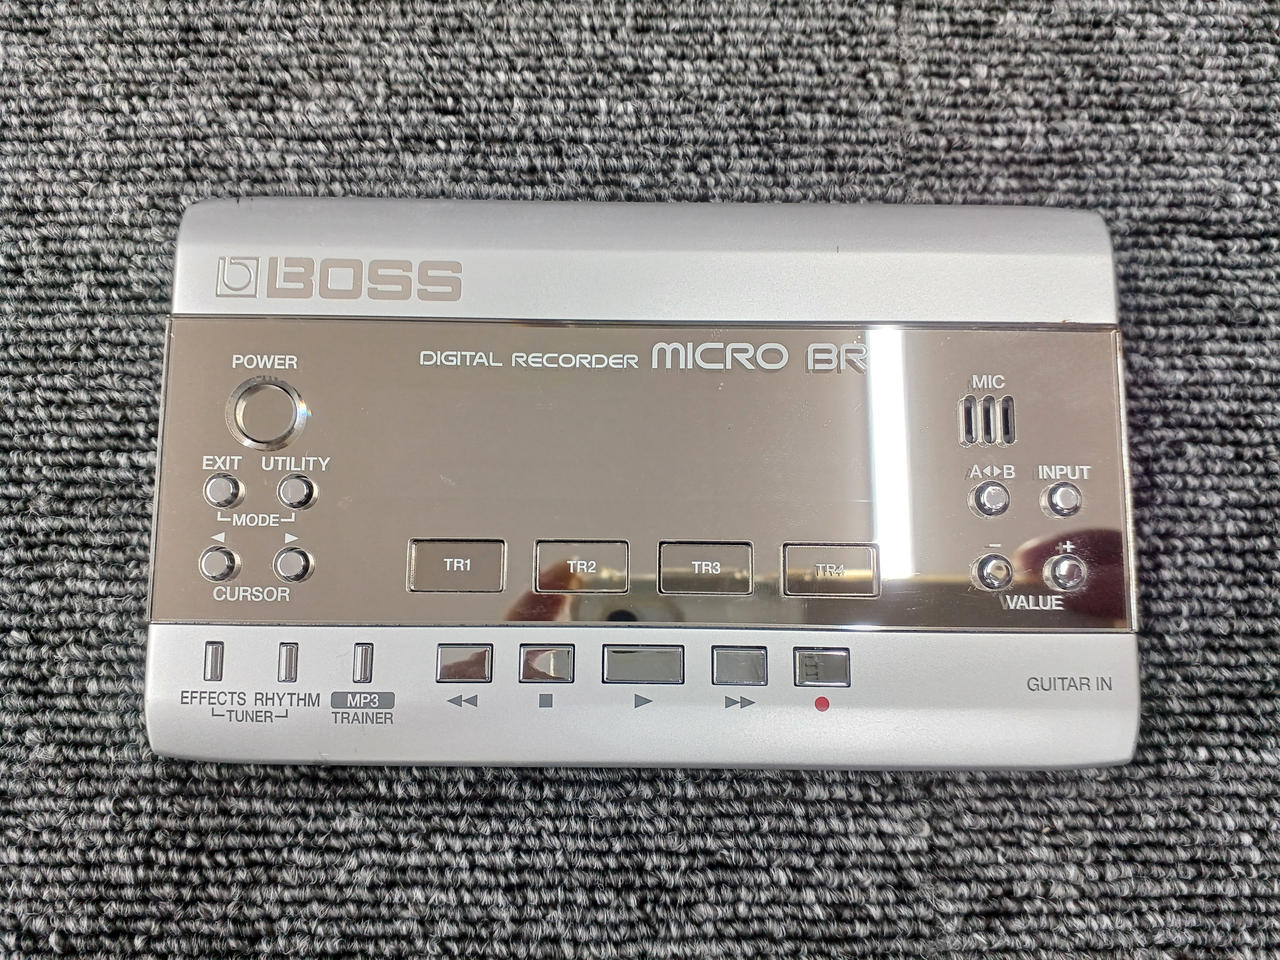 BOSS
DIGITAL RECORDER MICRO BR
POWER
MIC
EXIT UTILITY
MODE
A◂▸B INPUT
◀ ▶
CURSOR
TR1 TR2 TR3 TR4
− +
VALUE
EFFECTS RHYTHM
TUNER
MP3
TRAINER
GUITAR IN